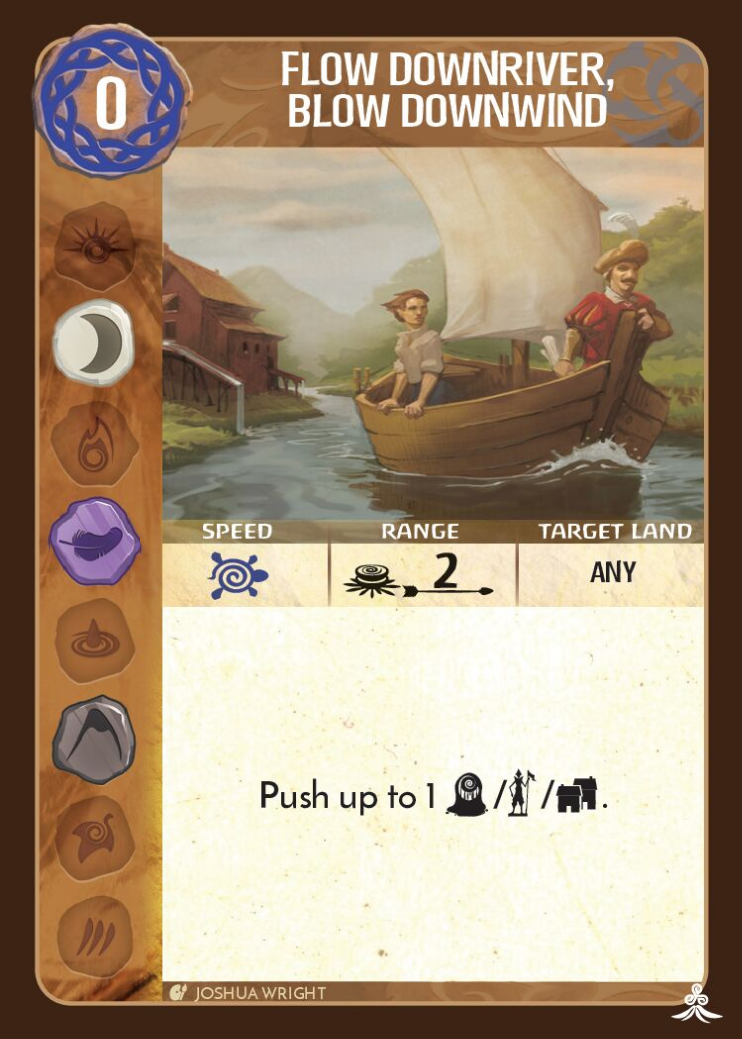 0
FLOW DOWNRIVER,
BLOW DOWNWIND
SPEED RANGE TARGET LAND
2 ANY
Push up to 1 / / .
JOSHUA WRIGHT